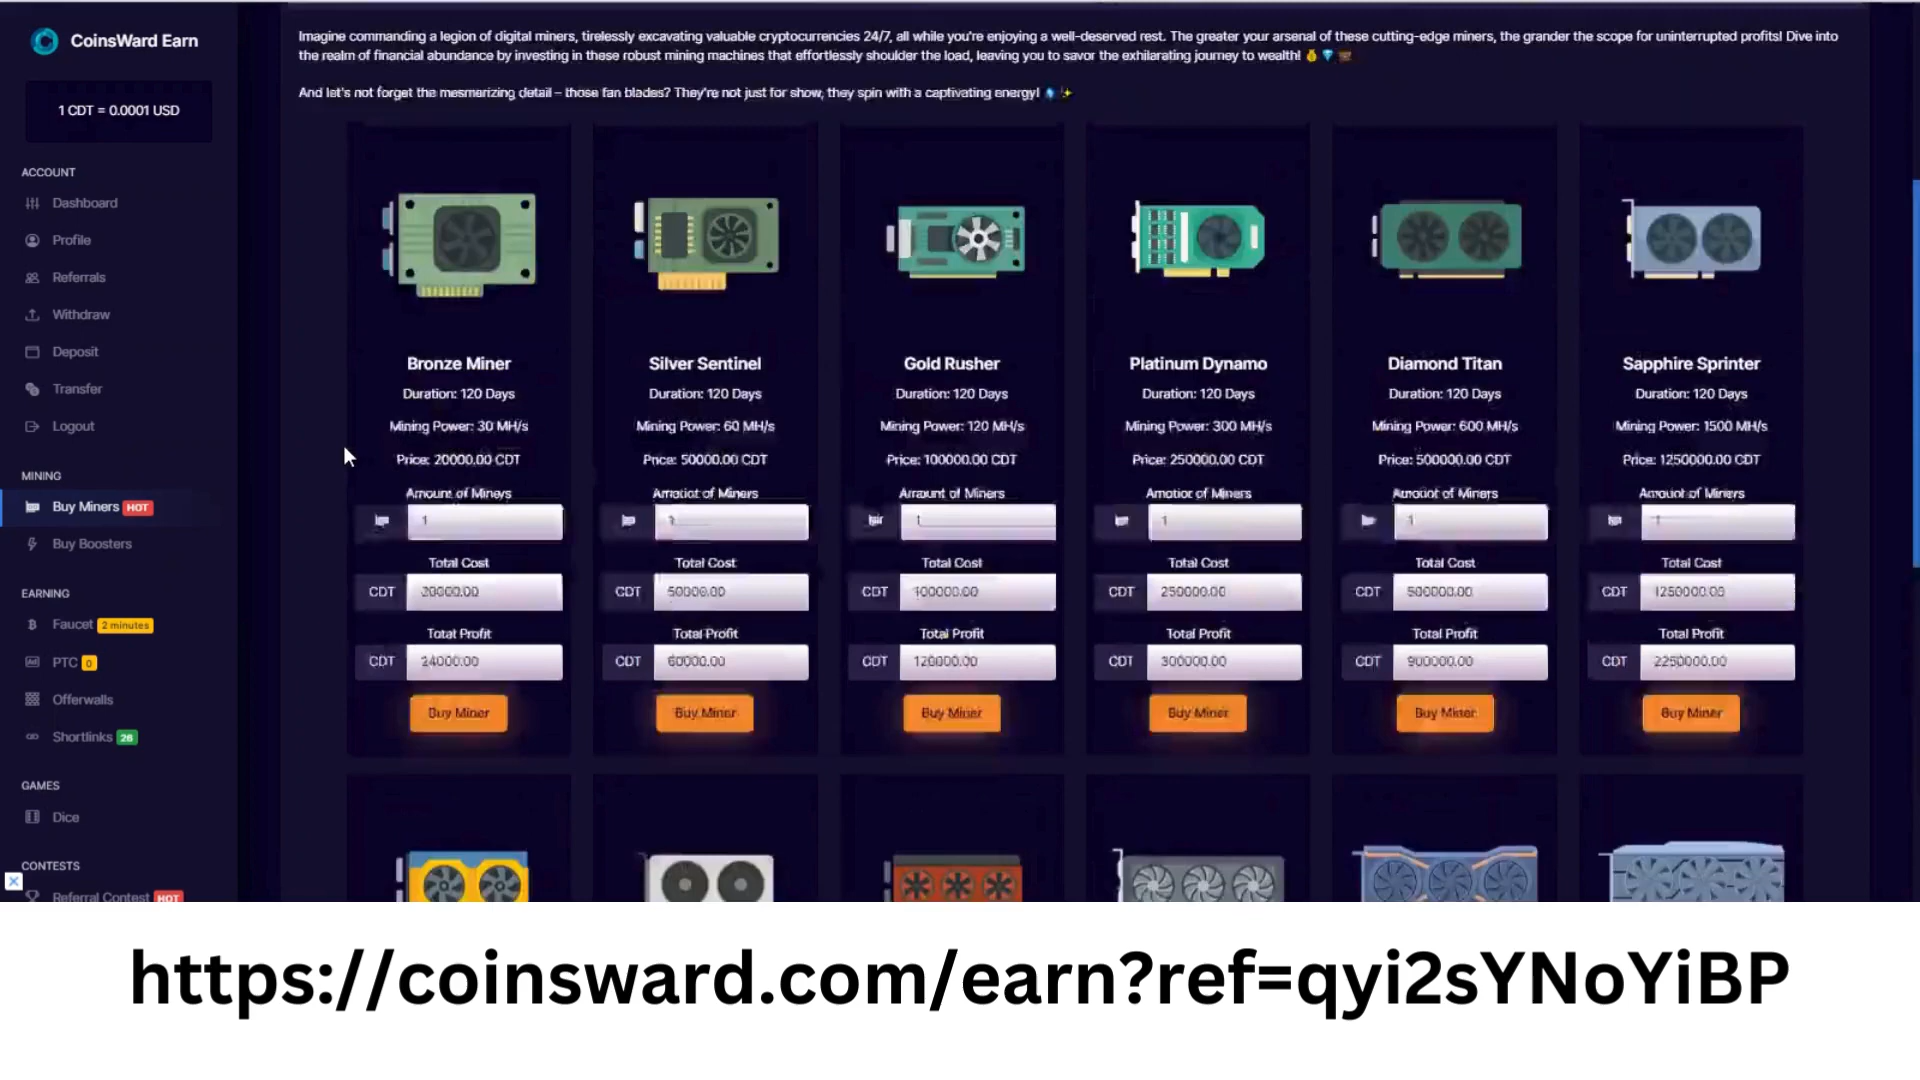 CoinsWard Earn
1 CDT = 0.0001 USD
ACCOUNT
Dashboard
Profile
Referrals
Withdraw
Deposit
Transfer
Logout
MINING
Buy Miners HOT
Buy Boosters
EARNING
Faucet 2 minutes
PTC 0
Offerwalls
Shortlinks 26
GAMES
Dice
CONTESTS
Referral Contest HOT
Imagine commanding a legion of digital miners, tirelessly excavating valuable cryptocurrencies 24/7, all while you're enjoying a well-deserved rest. The greater your arsenal of these cutting-edge miners, the grander the scope for uninterrupted profits! Dive into
the realm of financial abundance by investing in these robust mining machines that effortlessly shoulder the load, leaving you to savor the exhilarating journey to wealth!
And let's not forget the mesmerizing detail – those fan blades? They're not just for show, they spin with a captivating energy!
Bronze Miner
Duration: 120 Days
Mining Power: 30 MH/s
Price: 20000.00 CDT
Amount of Miners
1
Total Cost
CDT 20000.00
Total Profit
CDT 24000.00
Buy Miner
Silver Sentinel
Duration: 120 Days
Mining Power: 60 MH/s
Price: 50000.00 CDT
Amount of Miners
1
Total Cost
CDT 50000.00
Total Profit
CDT 60000.00
Buy Miner
Gold Rusher
Duration: 120 Days
Mining Power: 120 MH/s
Price: 100000.00 CDT
Amount of Miners
1
Total Cost
CDT 100000.00
Total Profit
CDT 120000.00
Buy Miner
Platinum Dynamo
Duration: 120 Days
Mining Power: 300 MH/s
Price: 250000.00 CDT
Amount of Miners
1
Total Cost
CDT 250000.00
Total Profit
CDT 300000.00
Buy Miner
Diamond Titan
Duration: 120 Days
Mining Power: 600 MH/s
Price: 500000.00 CDT
Amount of Miners
1
Total Cost
CDT 500000.00
Total Profit
CDT 900000.00
Buy Miner
Sapphire Sprinter
Duration: 120 Days
Mining Power: 1500 MH/s
Price: 1250000.00 CDT
Amount of Miners
1
Total Cost
CDT 1250000.00
Total Profit
CDT 2250000.00
Buy Miner
https://coinsward.com/earn?ref=qyi2sYNoYiBP